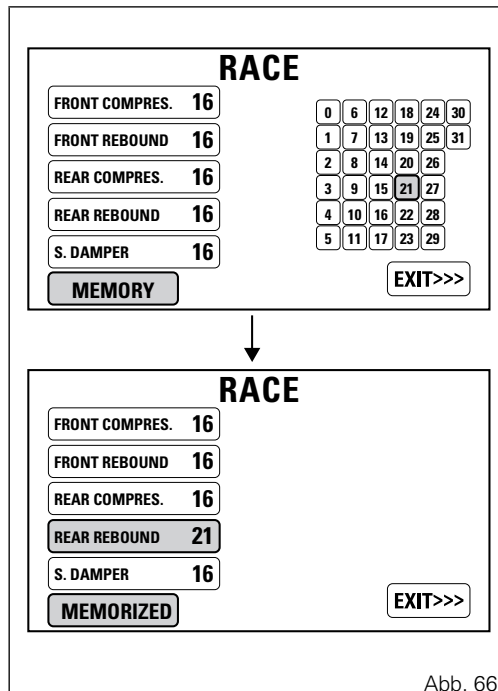 RACE
FRONT COMPRES. 16
FRONT REBOUND 16
REAR COMPRES. 16
REAR REBOUND 16
S. DAMPER 16
MEMORY
0 6 12 18 24 30
1 7 13 19 25 31
2 8 14 20 26
3 9 15 21 27
4 10 16 22 28
5 11 17 23 29
EXIT>>>
RACE
FRONT COMPRES. 16
FRONT REBOUND 16
REAR COMPRES. 16
REAR REBOUND 21
S. DAMPER 16
MEMORIZED
EXIT>>>
Abb. 66